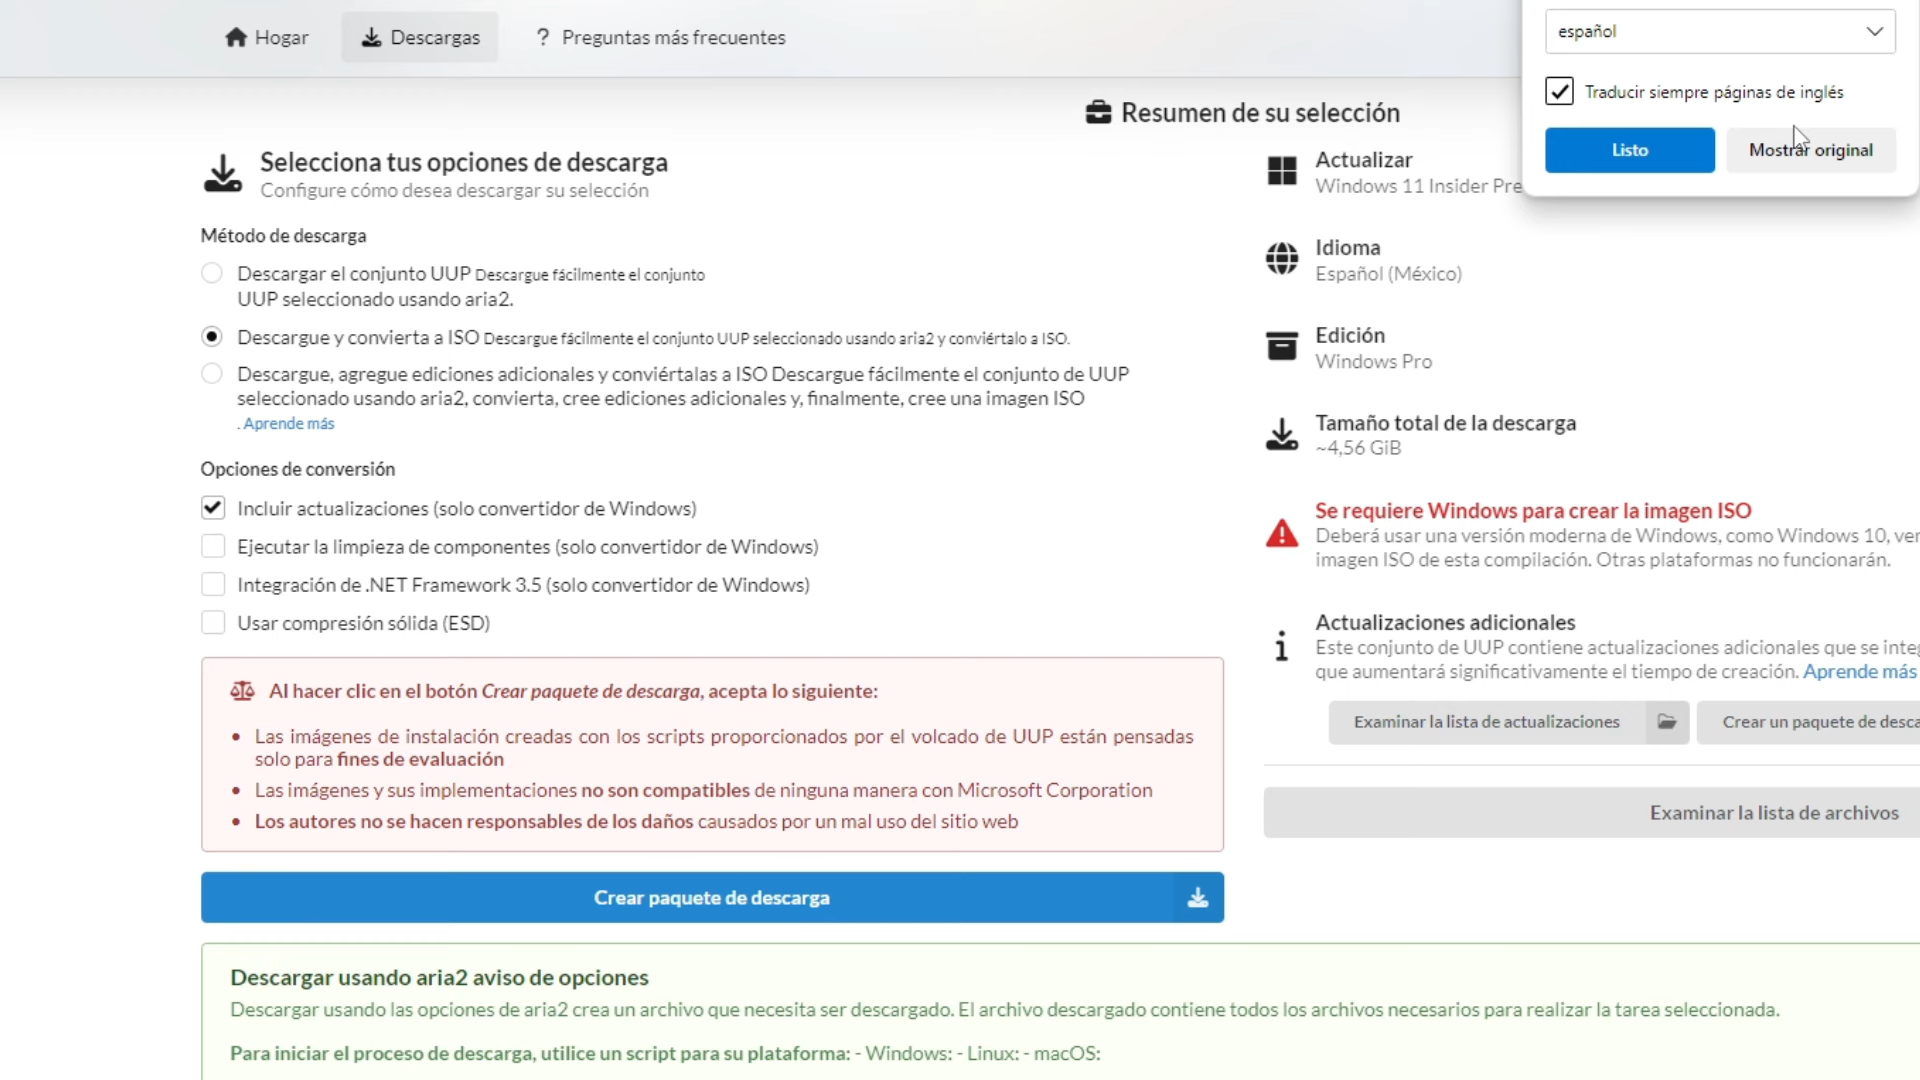 Hogar
Descargas
? Preguntas más frecuentes
español
Traducir siempre páginas de inglés
Listo
Mostrar original
Resumen de su selección
Selecciona tus opciones de descarga
Configure cómo desea descargar su selección
Método de descarga
Descargar el conjunto UUP Descargue fácilmente el conjunto
UUP seleccionado usando aria2.
Descargue y convierta a ISO Descargue fácilmente el conjunto UUP seleccionado usando aria2 y conviértalo a ISO.
Descargue, agregue ediciones adicionales y conviértalas a ISO Descargue fácilmente el conjunto de UUP
seleccionado usando aria2, convierta, cree ediciones adicionales y, finalmente, cree una imagen ISO
. Aprende más
Opciones de conversión
Incluir actualizaciones (solo convertidor de Windows)
Ejecutar la limpieza de componentes (solo convertidor de Windows)
Integración de .NET Framework 3.5 (solo convertidor de Windows)
Usar compresión sólida (ESD)
Al hacer clic en el botón Crear paquete de descarga, acepta lo siguiente:
• Las imágenes de instalación creadas con los scripts proporcionados por el volcado de UUP están pensadas
solo para fines de evaluación
• Las imágenes y sus implementaciones no son compatibles de ninguna manera con Microsoft Corporation
• Los autores no se hacen responsables de los daños causados por un mal uso del sitio web
Crear paquete de descarga
Actualizar
Windows 11 Insider Pre
Idioma
Español (México)
Edición
Windows Pro
Tamaño total de la descarga
~4,56 GiB
Se requiere Windows para crear la imagen ISO
Deberá usar una versión moderna de Windows, como Windows 10, ver
imagen ISO de esta compilación. Otras plataformas no funcionarán.
Actualizaciones adicionales
Este conjunto de UUP contiene actualizaciones adicionales que se integ
que aumentará significativamente el tiempo de creación. Aprende más
Examinar la lista de actualizaciones
Crear un paquete de desca
Examinar la lista de archivos
Descargar usando aria2 aviso de opciones
Descargar usando las opciones de aria2 crea un archivo que necesita ser descargado. El archivo descargado contiene todos los archivos necesarios para realizar la tarea seleccionada.
Para iniciar el proceso de descarga, utilice un script para su plataforma: - Windows: - Linux: - macOS: